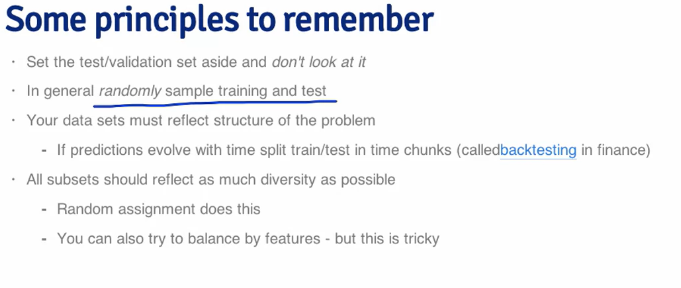 Some principles to remember
· Set the test/validation set aside and don't look at it
· In general randomly sample training and test
· Your data sets must reflect structure of the problem
- If predictions evolve with time split train/test in time chunks (calledbacktesting in finance)
· All subsets should reflect as much diversity as possible
- Random assignment does this
- You can also try to balance by features - but this is tricky